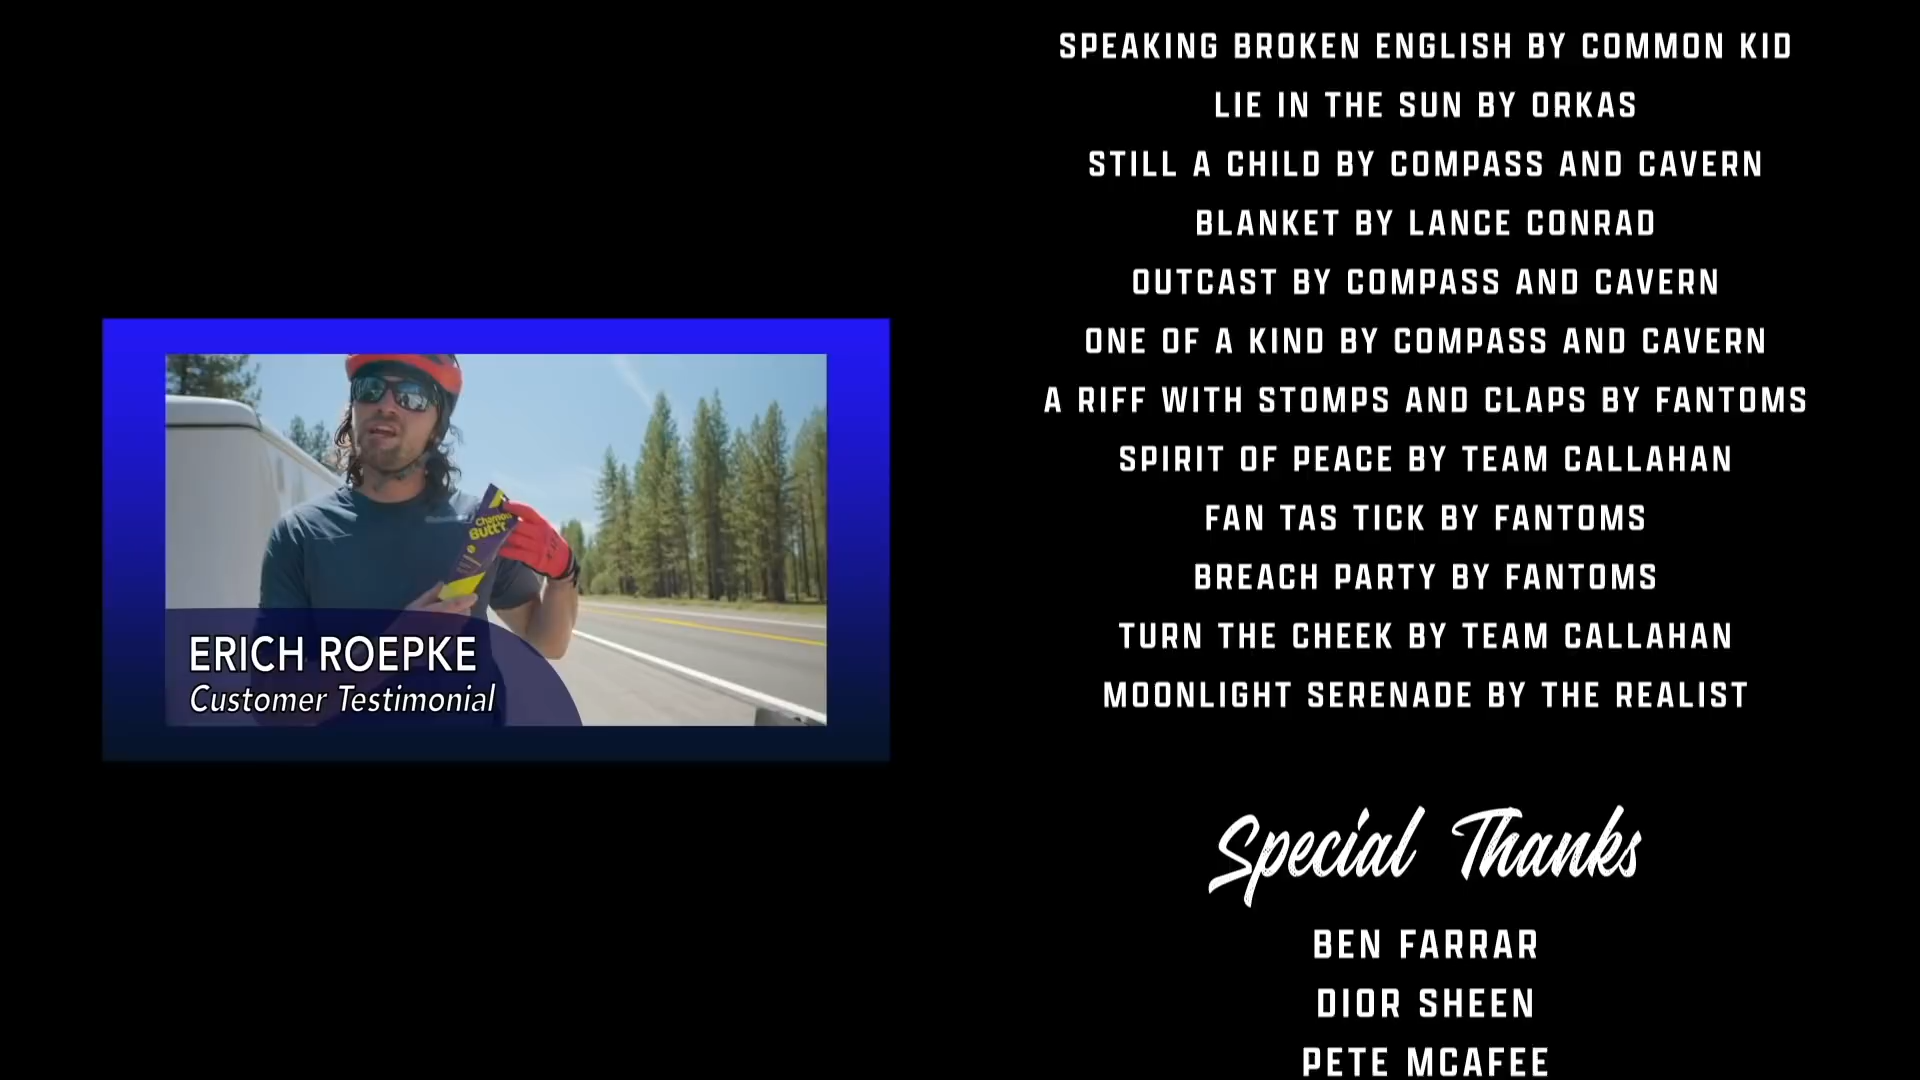 SPEAKING BROKEN ENGLISH BY COMMON KID
LIE IN THE SUN BY ORKAS
STILL A CHILD BY COMPASS AND CAVERN
BLANKET BY LANCE CONRAD
OUTCAST BY COMPASS AND CAVERN
ONE OF A KIND BY COMPASS AND CAVERN
A RIFF WITH STOMPS AND CLAPS BY FANTOMS
SPIRIT OF PEACE BY TEAM CALLAHAN
FAN TAS TICK BY FANTOMS
BREACH PARTY BY FANTOMS
TURN THE CHEEK BY TEAM CALLAHAN
MOONLIGHT SERENADE BY THE REALIST
Special Thanks
BEN FARRAR
DIOR SHEEN
PETE MCAFEE
Chamois
Butt'r
ERICH ROEPKE
Customer Testimonial